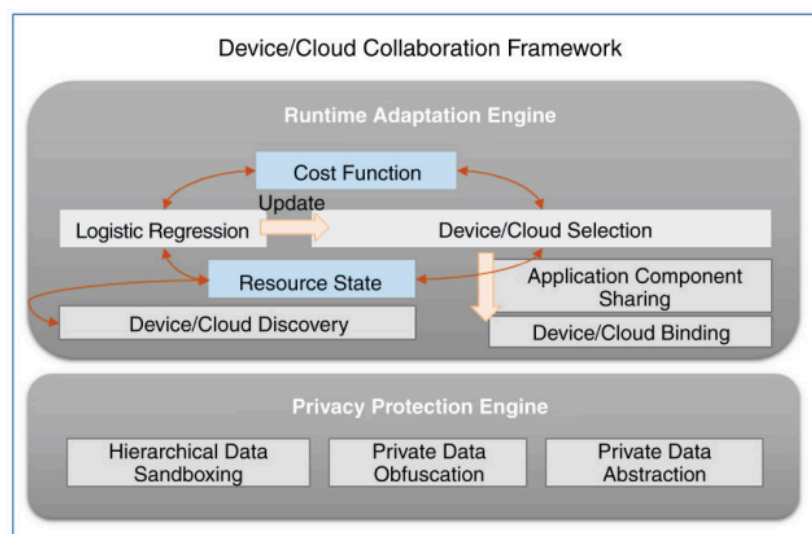 Device/Cloud Collaboration Framework
Runtime Adaptation Engine
Cost Function
Update
Logistic Regression
Device/Cloud Selection
Resource State
Application Component
Sharing
Device/Cloud Discovery
Device/Cloud Binding
Privacy Protection Engine
Hierarchical Data
Sandboxing
Private Data
Obfuscation
Private Data
Abstraction